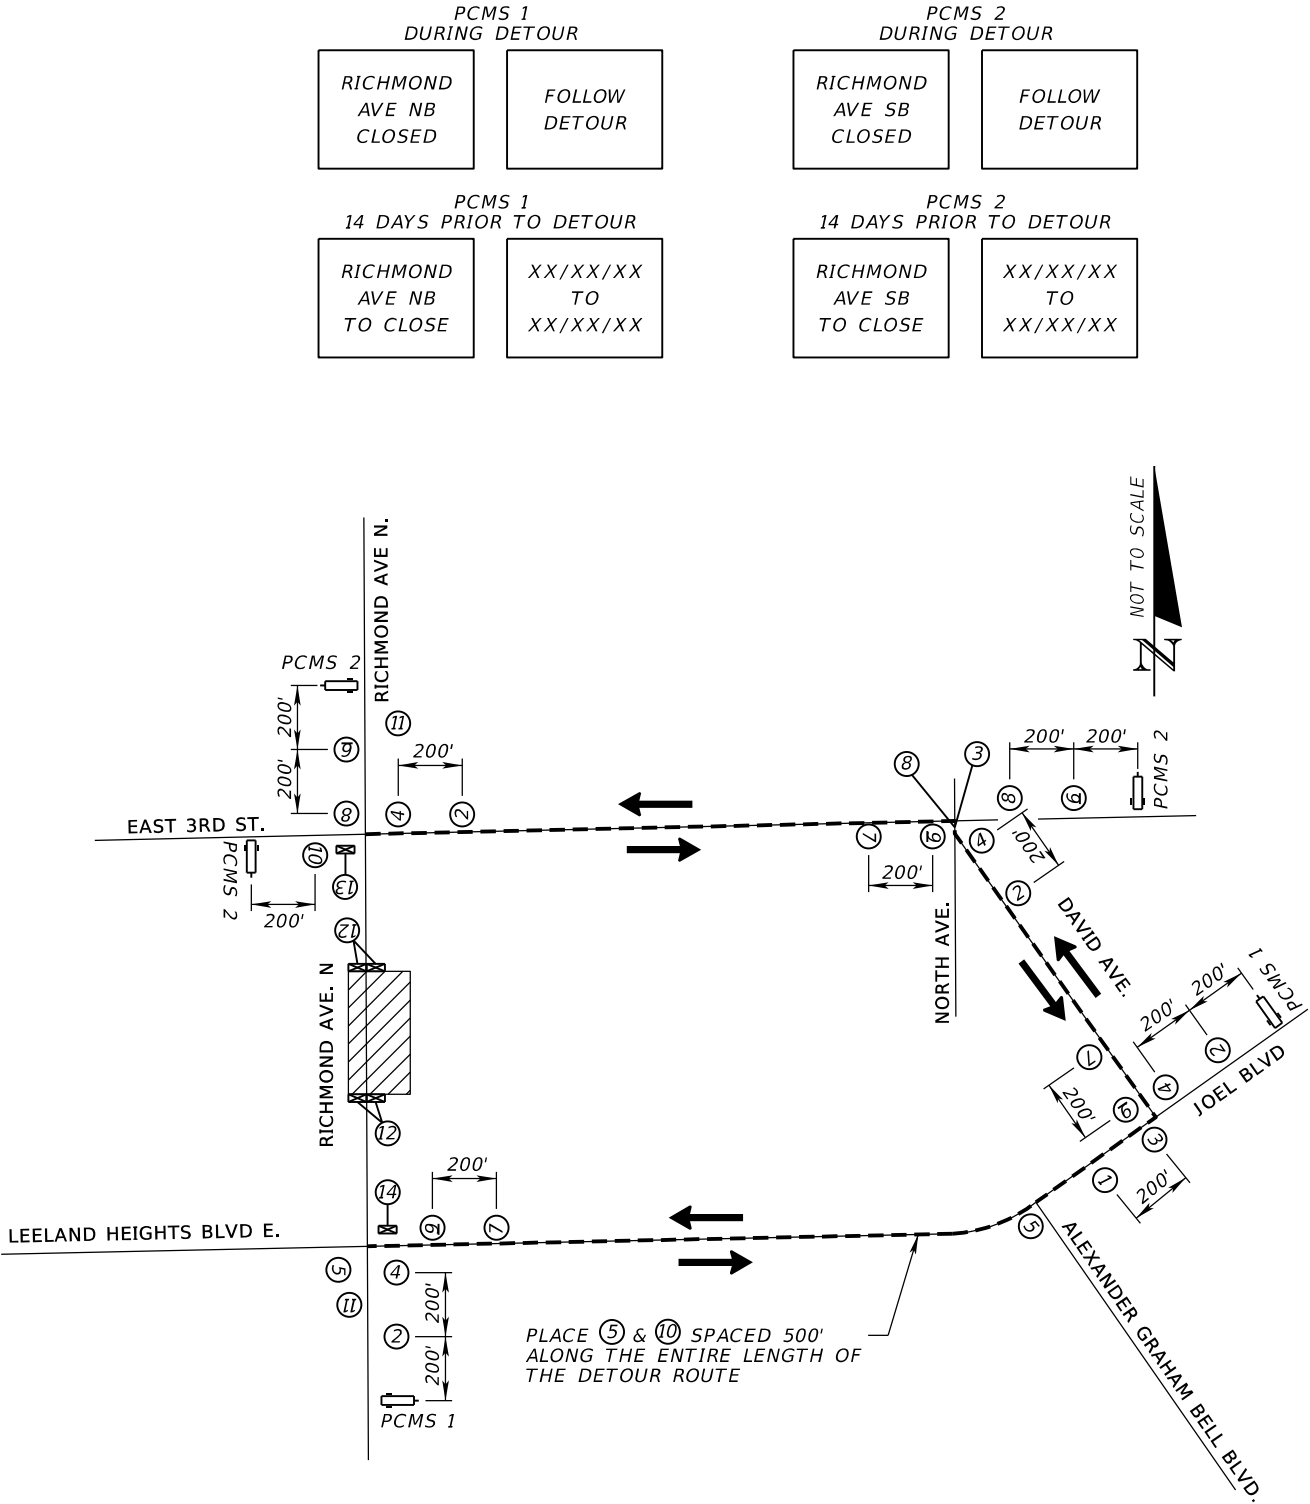 PCMS 1
DURING DETOUR
RICHMOND
AVE NB
CLOSED
FOLLOW
DETOUR
PCMS 2
DURING DETOUR
RICHMOND
AVE SB
CLOSED
FOLLOW
DETOUR
PCMS 1
14 DAYS PRIOR TO DETOUR
RICHMOND
AVE NB
TO CLOSE
XX/XX/XX
TO
XX/XX/XX
PCMS 2
14 DAYS PRIOR TO DETOUR
RICHMOND
AVE SB
TO CLOSE
XX/XX/XX
TO
XX/XX/XX
NOT TO SCALE
N
RICHMOND AVE N.
PCMS 2
200'
200'
6
8
11
200'
4
2
EAST 3RD ST.
PCMS 2
10
200'
13
12
RICHMOND AVE. N
12
14
8
3
200'
200'
8
9
PCMS 2
7
9
200'
NORTH AVE.
4
200'
2
DAVID AVE.
PCMS 1
200'
200'
2
4
JOEL BLVD
7
200'
9
3
1
200'
5
ALEXANDER GRAHAM BELL BLVD.
LEELAND HEIGHTS BLVD E.
200'
6
7
5
11
4
200'
2
200'
PCMS 1
PLACE 5 & 10 SPACED 500'
ALONG THE ENTIRE LENGTH OF
THE DETOUR ROUTE